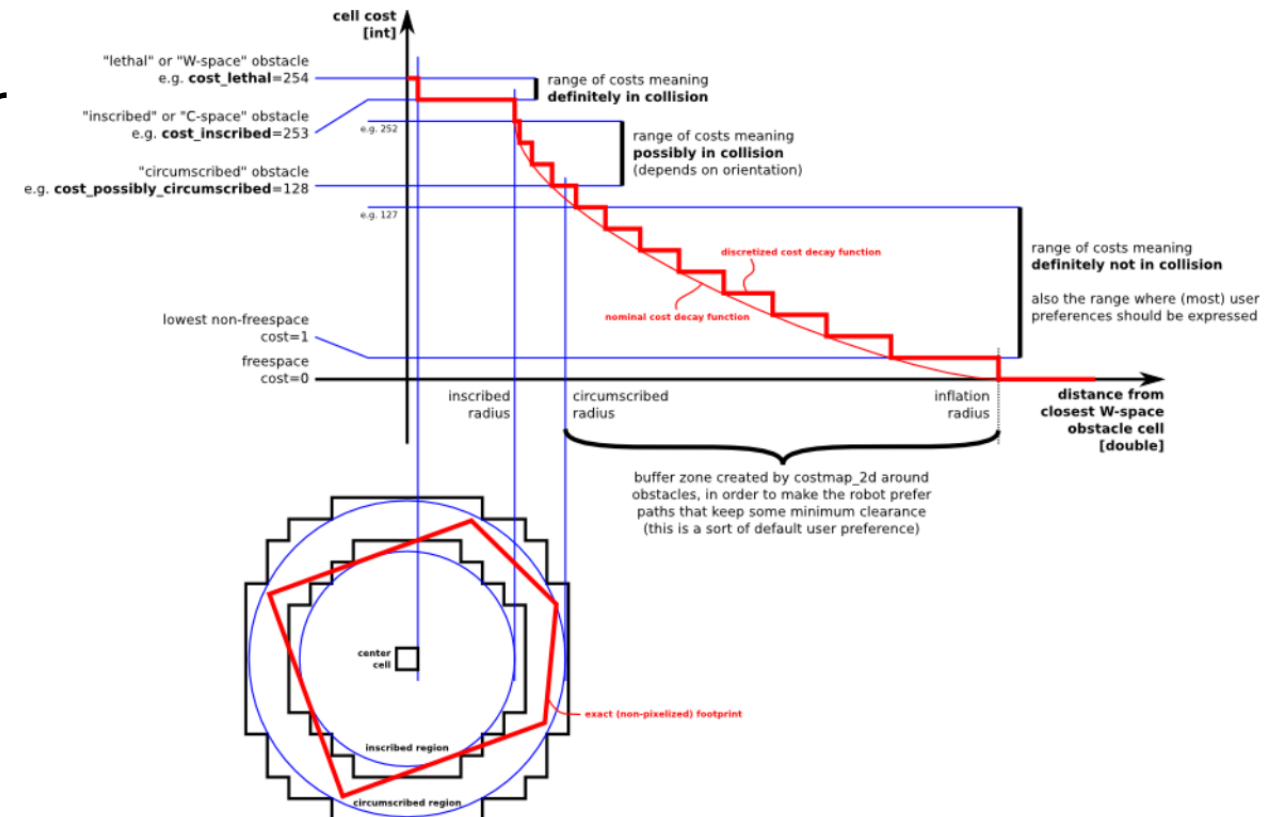 cell cost
[int]
"lethal" or "W-space" obstacle
e.g. cost_lethal=254
range of costs meaning
definitely in collision
"inscribed" or "C-space" obstacle
e.g. cost_inscribed=253
e.g. 252
range of costs meaning
possibly in collision
(depends on orientation)
"circumscribed" obstacle
e.g. cost_possibly_circumscribed=128
e.g. 127
range of costs meaning
definitely not in collision
also the range where (most) user
preferences should be expressed
discretized cost decay function
nominal cost decay function
lowest non-freespace
cost=1
freespace
cost=0
inscribed
radius
circumscribed
radius
inflation
radius
distance from
closest W-space
obstacle cell
[double]
buffer zone created by costmap_2d around
obstacles, in order to make the robot prefer
paths that keep some minimum clearance
(this is a sort of default user preference)
center
cell
exact (non-pixelized) footprint
inscribed region
circumscribed region